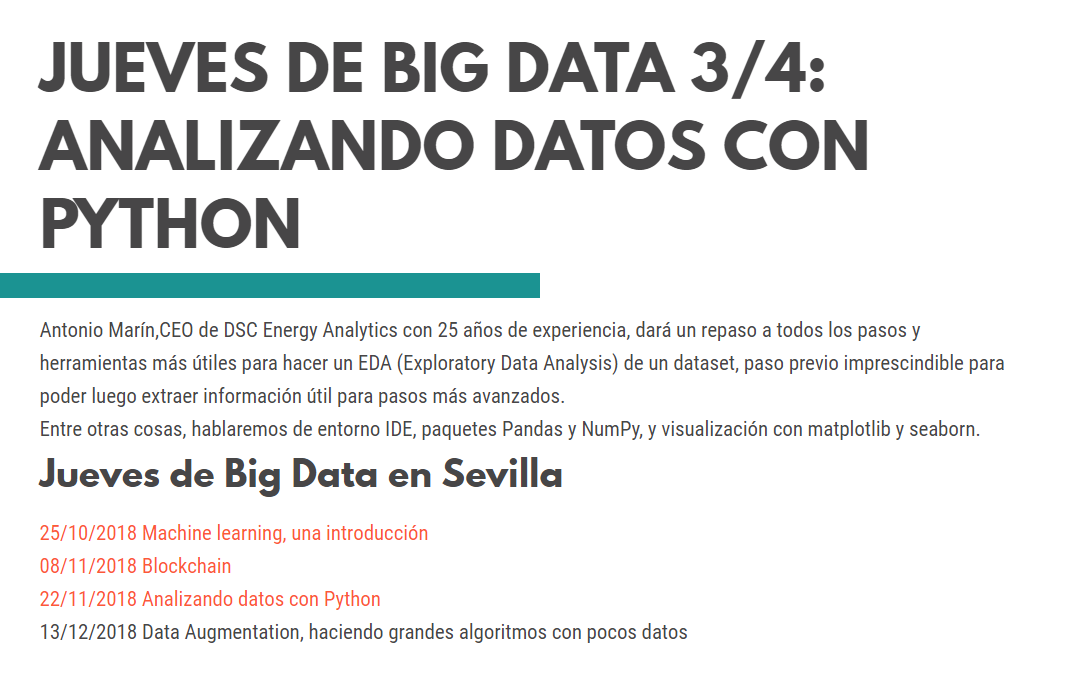 JUEVES DE BIG DATA 3/4:
ANALIZANDO DATOS CON
PYTHON
Antonio Marín,CEO de DSC Energy Analytics con 25 años de experiencia, dará un repaso a todos los pasos y
herramientas más útiles para hacer un EDA (Exploratory Data Analysis) de un dataset, paso previo imprescindible para
poder luego extraer información útil para pasos más avanzados.
Entre otras cosas, hablaremos de entorno IDE, paquetes Pandas y NumPy, y visualización con matplotlib y seaborn.
Jueves de Big Data en Sevilla
25/10/2018 Machine learning, una introducción
08/11/2018 Blockchain
22/11/2018 Analizando datos con Python
13/12/2018 Data Augmentation, haciendo grandes algoritmos con pocos datos